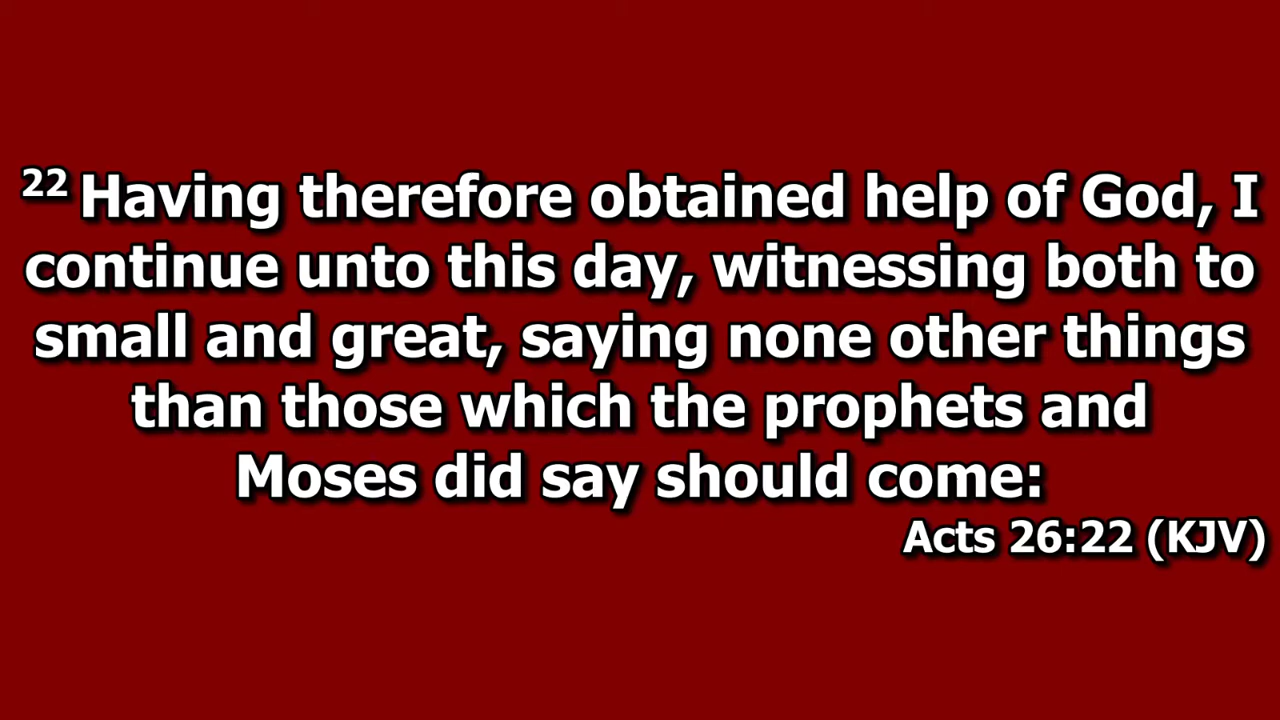 22 Having therefore obtained help of God, I
continue unto this day, witnessing both to
small and great, saying none other things
than those which the prophets and
Moses did say should come:
Acts 26:22 (KJV)